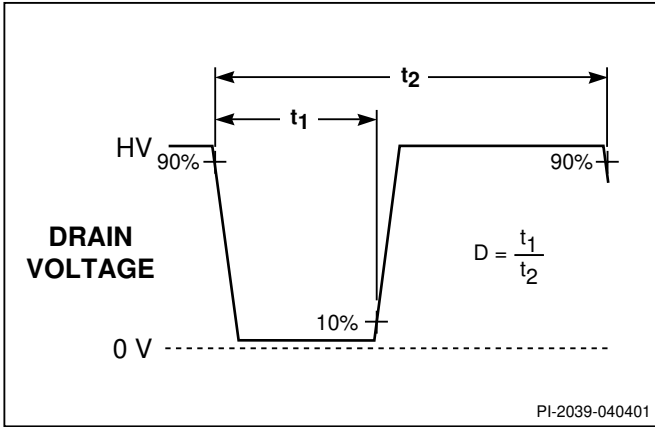 t2
t1
HV
90%
90%
DRAIN
VOLTAGE
D = t1
t2
10%
0 V
PI-2039-040401